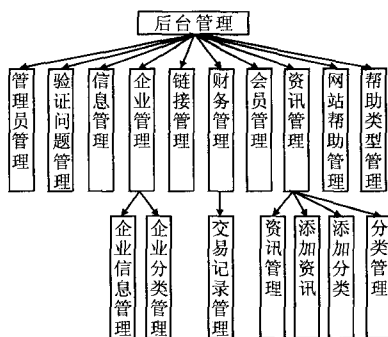 后台管理
管理员管理
验证问题管理
信息管理
企业管理
链接管理
财务管理
会员管理
资讯管理
网站帮助管理
帮助类型管理
企业信息管理
企业分类管理
交易记录管理
资讯管理
添加资讯
添加分类
分类管理